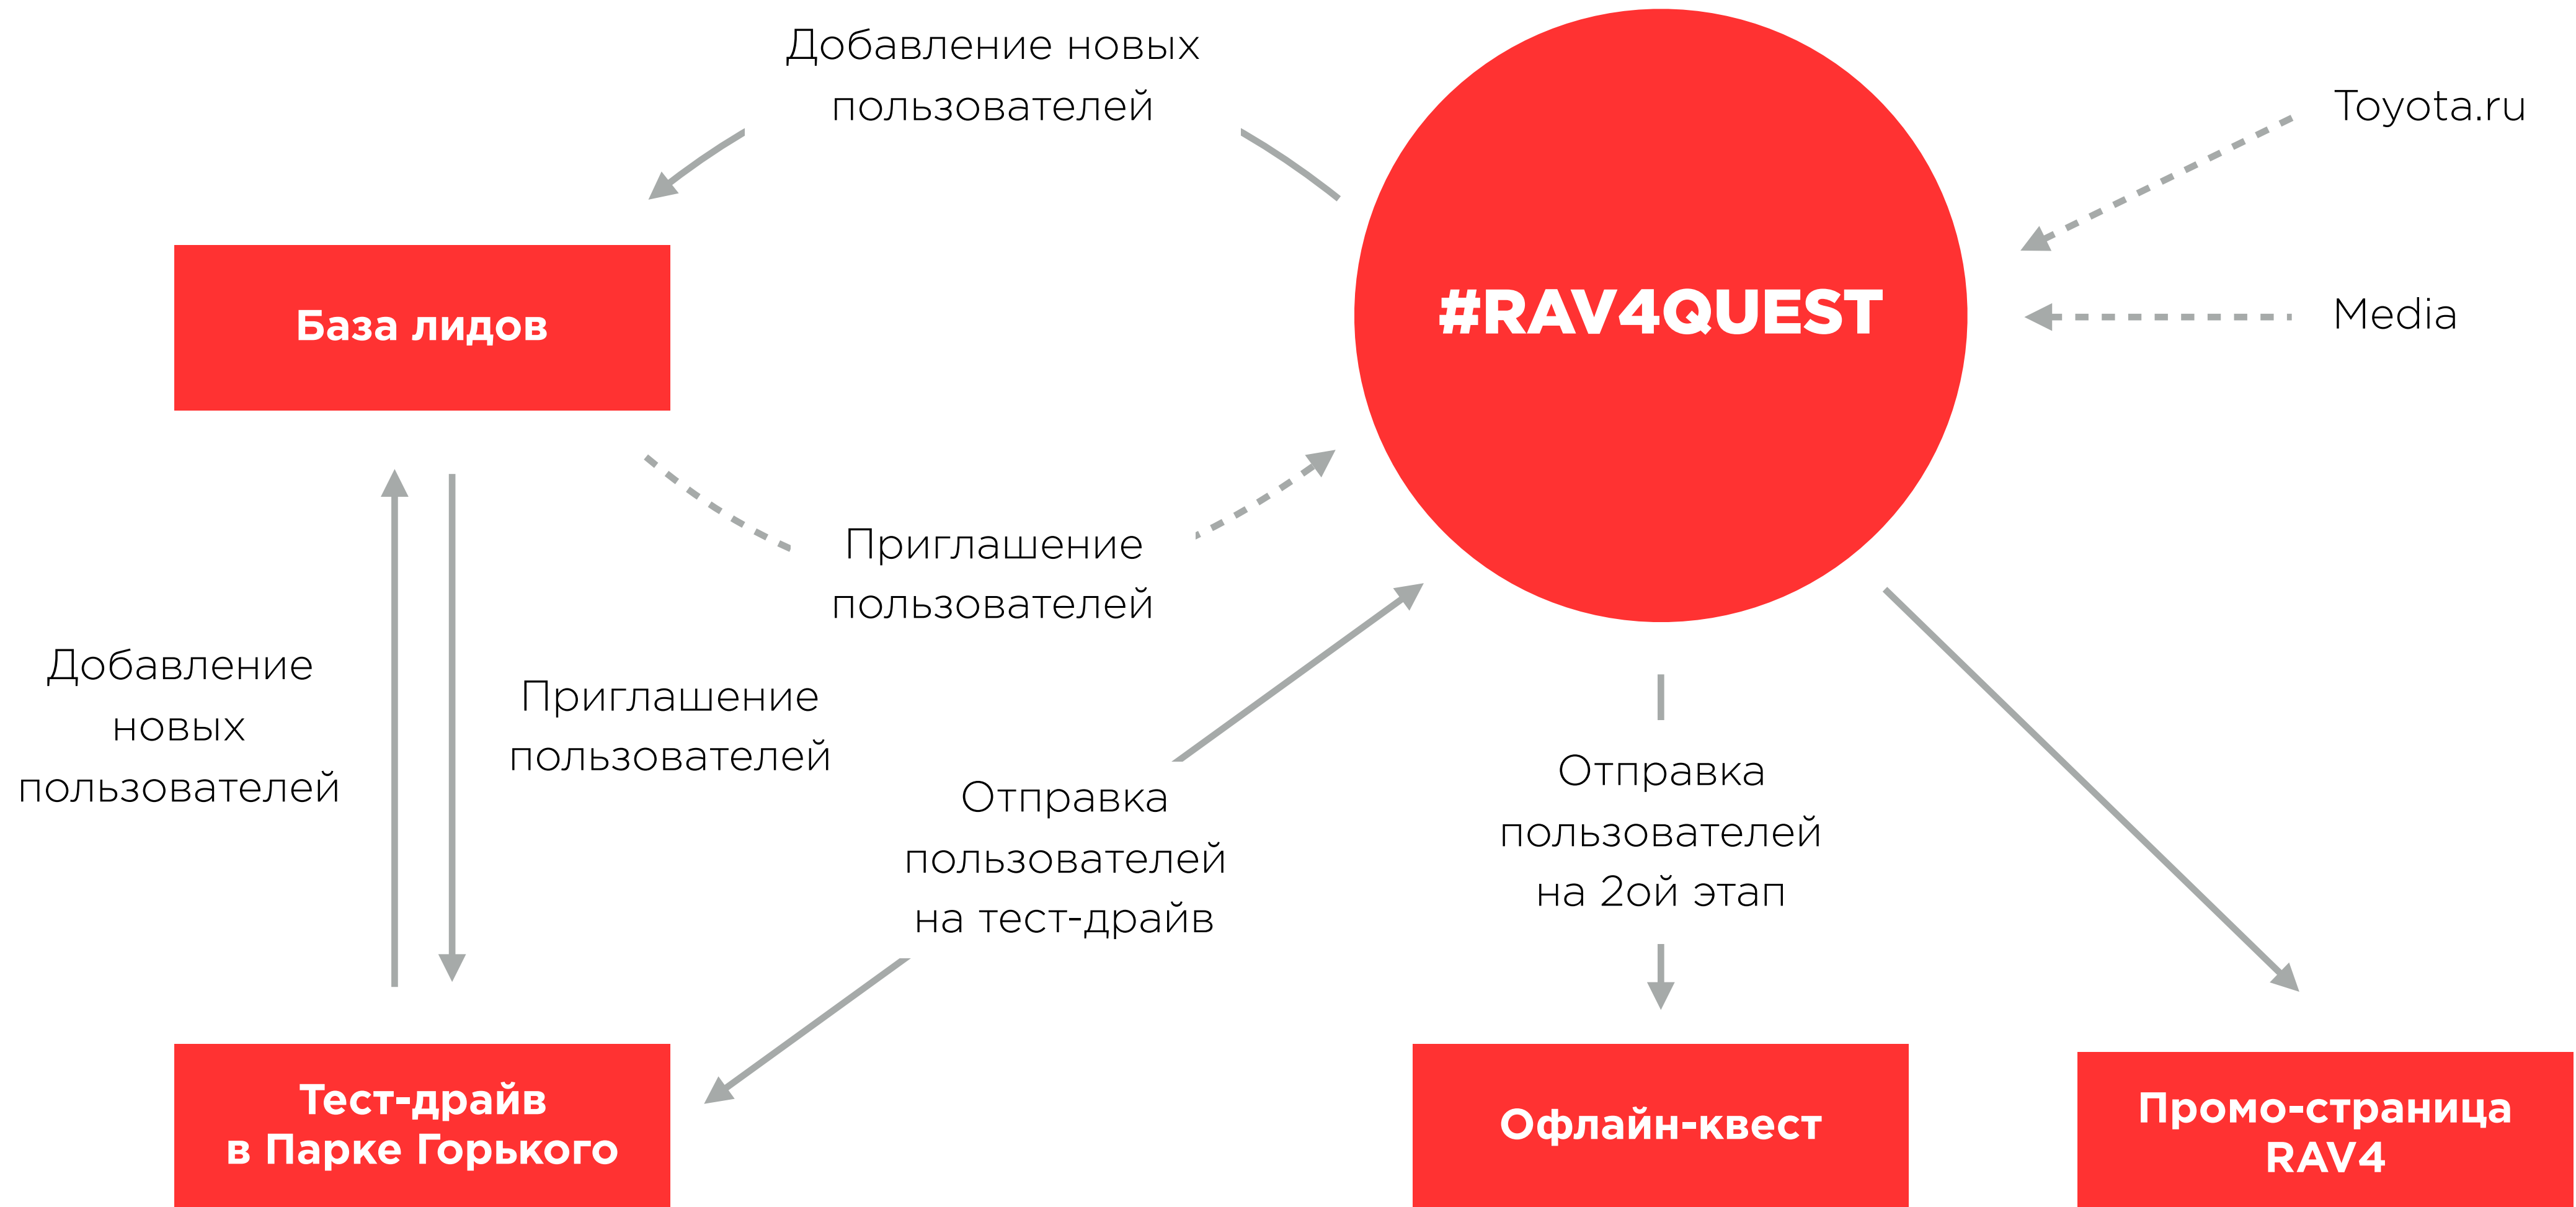 Добавление новых
пользователей
Toyota.ru
#RAV4QUEST
Media
База лидов
Приглашение
пользователей
Добавление
новых
пользователей
Приглашение
пользователей
Отправка
пользователей
на тест-драйв
Отправка
пользователей
на 2ой этап
Тест-драйв
в Парке Горького
Офлайн-квест
Промо-страница
RAV4